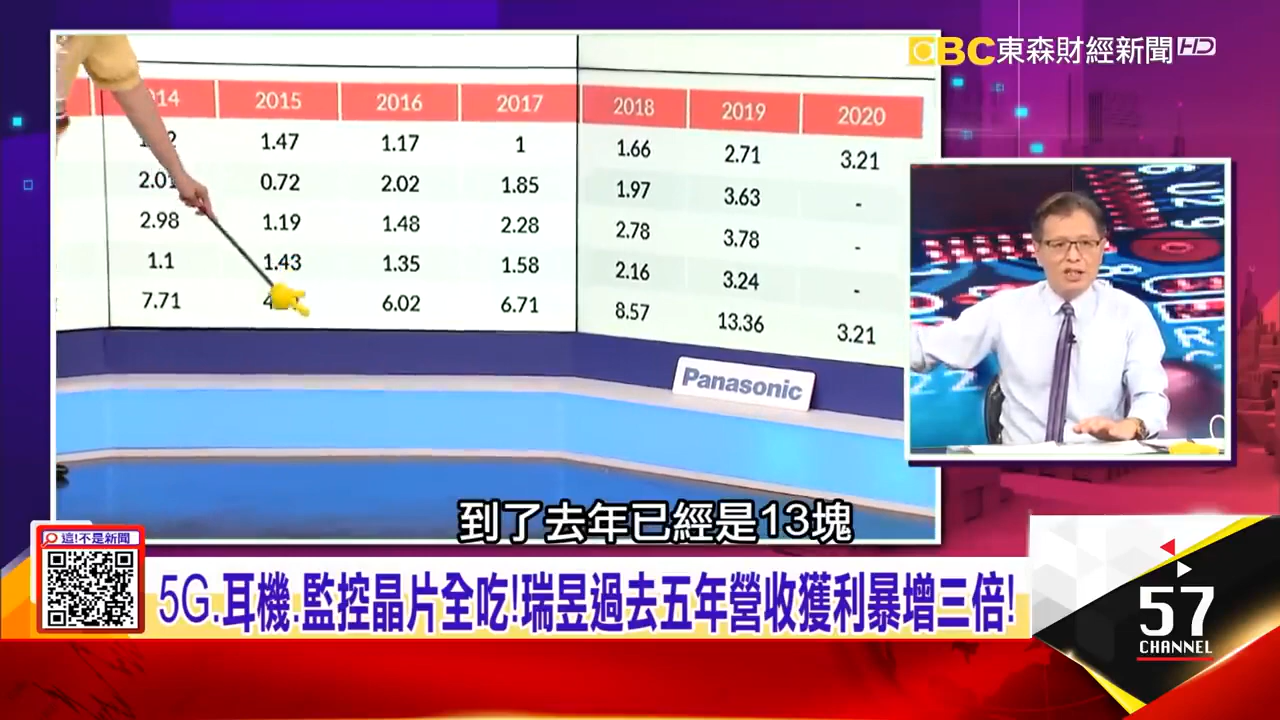 BC 東森財經新聞 HD
14 2015 2016 2017 2018 2019 2020
1.47 1.17 1 1.66 2.71 3.21
2.01 0.72 2.02 1.85 1.97 3.63 -
2.98 1.19 1.48 2.28 2.78 3.78 -
1.1 1.43 1.35 1.58 2.16 3.24 -
7.71 6.02 6.71 8.57 13.36 3.21
Panasonic
到了去年已經是13塊
這!不是新聞
5G.耳機.監控晶片全吃!瑞昱過去五年營收獲利暴增三倍!
57
CHANNEL